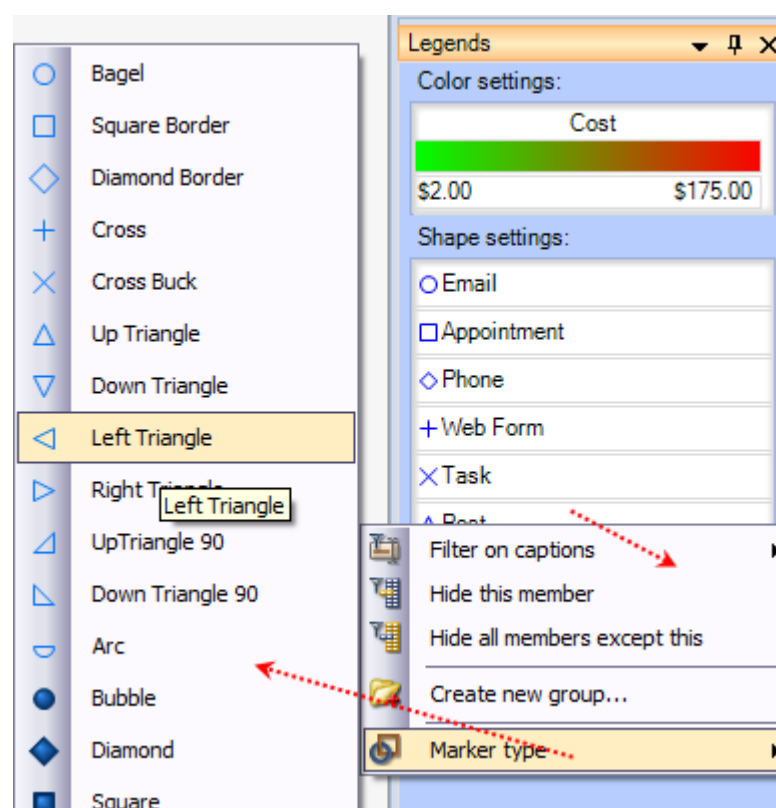 Bagel
Square Border
Diamond Border
Cross
Cross Buck
Up Triangle
Down Triangle
Left Triangle
Right Triangle
Left Triangle
UpTriangle 90
Down Triangle 90
Arc
Bubble
Diamond
Square
Legends
Color settings:
Cost
$2.00 $175.00
Shape settings:
Email
Appointment
Phone
Web Form
Task
Filter on captions
Hide this member
Hide all members except this
Create new group...
Marker type